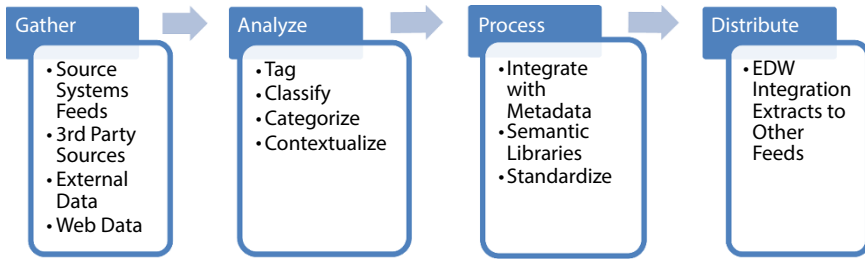 Gather
• Source
Systems
Feeds
• 3rd Party
Sources
• External
Data
• Web Data
Analyze
• Tag
• Classify
• Categorize
• Contextualize
Process
• Integrate
with
Metadata
• Semantic
Libraries
• Standardize
Distribute
• EDW
Integration
Extracts to
Other
Feeds